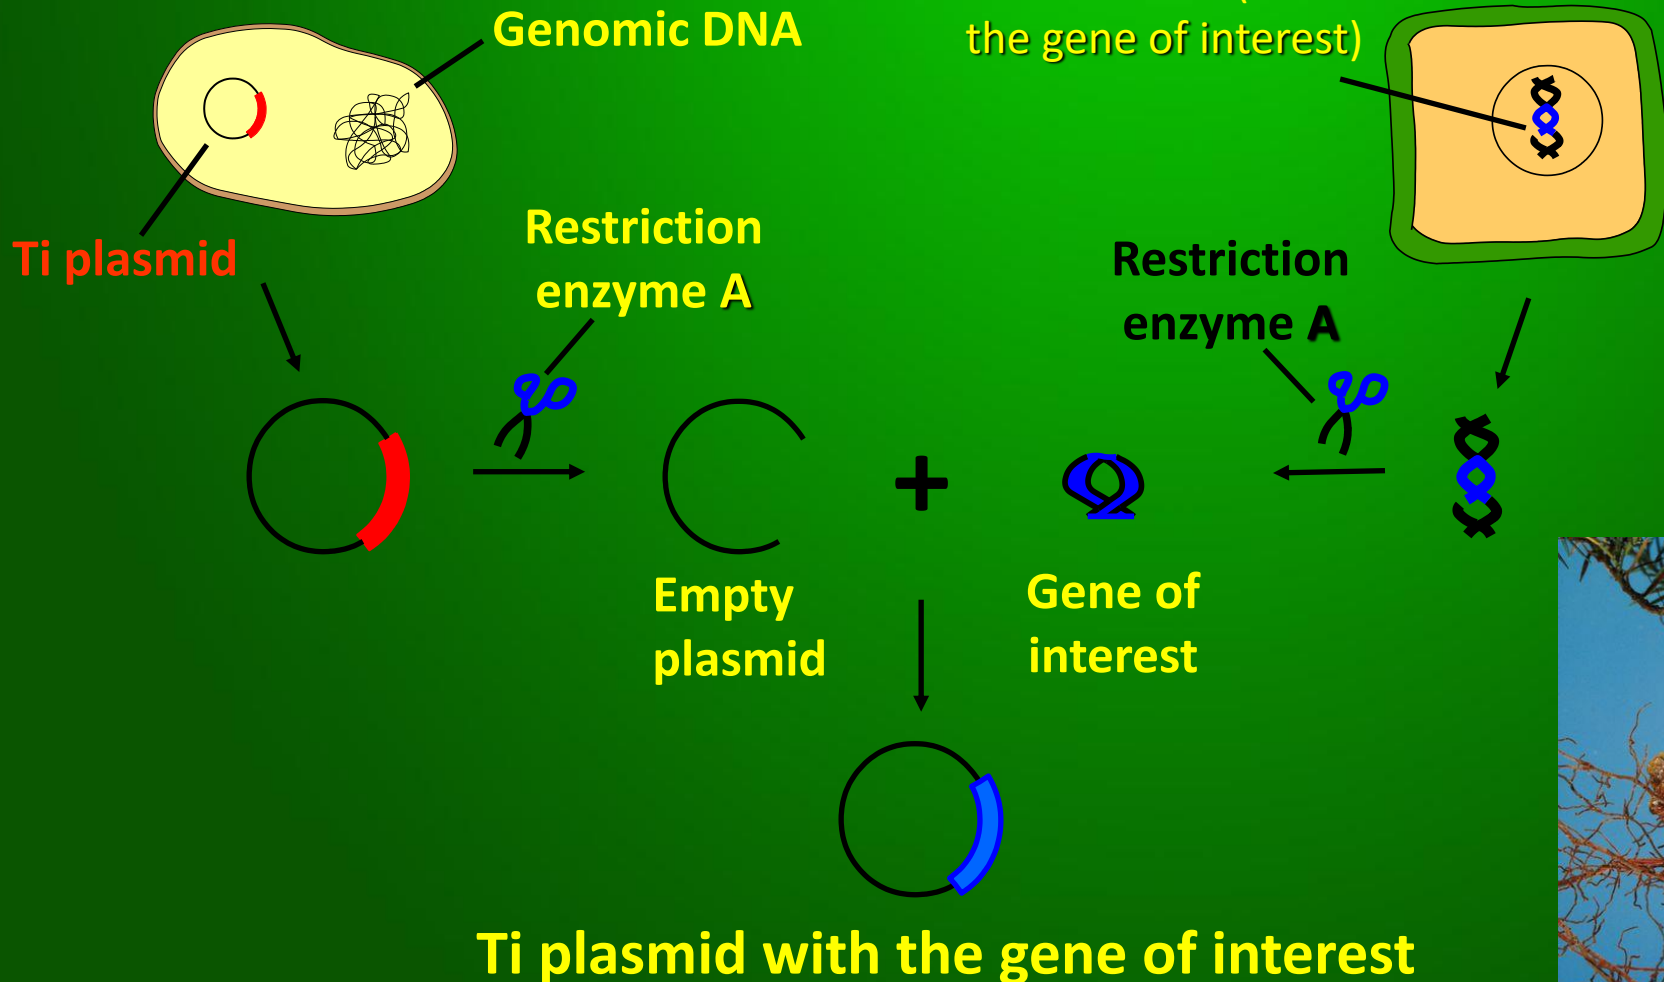 Genomic DNA
the gene of interest)
Ti plasmid
Restriction
enzyme A
Restriction
enzyme A
+
Empty
plasmid
Gene of
interest
Ti plasmid with the gene of interest